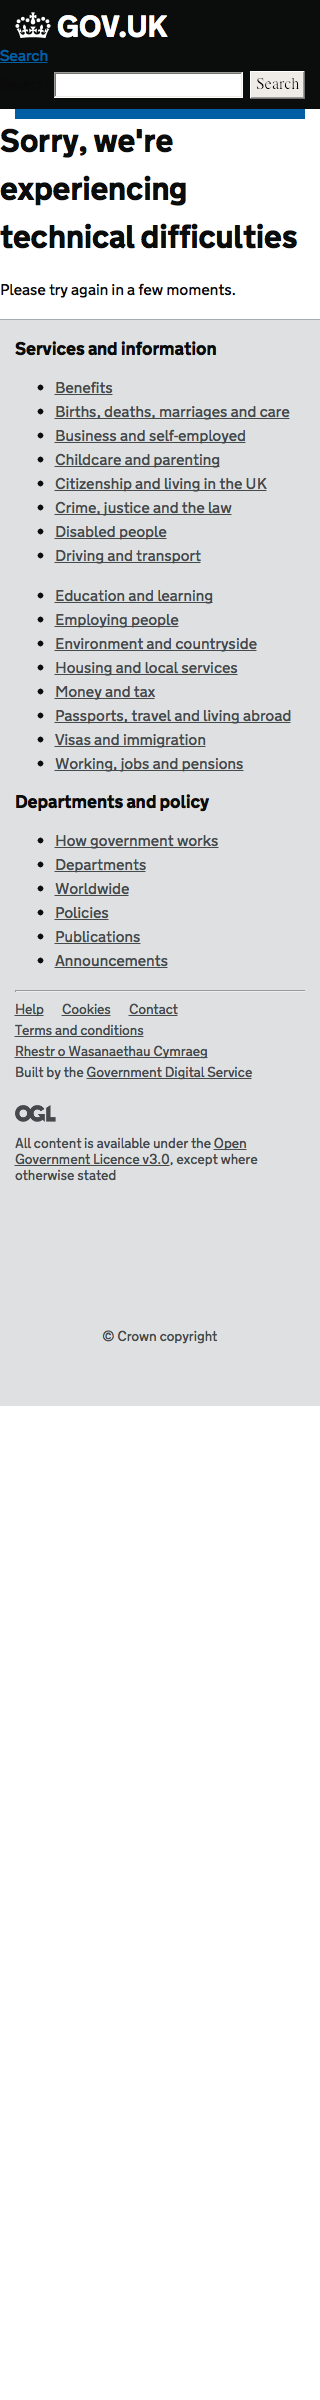 GOV.UK
Search
Search
Sorry, we're
experiencing
technical difficulties
Please try again in a few moments.
Services and information
Benefits
Births, deaths, marriages and care
Business and self-employed
Childcare and parenting
Citizenship and living in the UK
Crime, justice and the law
Disabled people
Driving and transport
Education and learning
Employing people
Environment and countryside
Housing and local services
Money and tax
Passports, travel and living abroad
Visas and immigration
Working, jobs and pensions
Departments and policy
How government works
Departments
Worldwide
Policies
Publications
Announcements
Help Cookies Contact
Terms and conditions
Rhestr o Wasanaethau Cymraeg
Built by the Government Digital Service
OGL
All content is available under the Open
Government Licence v3.0, except where
otherwise stated
© Crown copyright